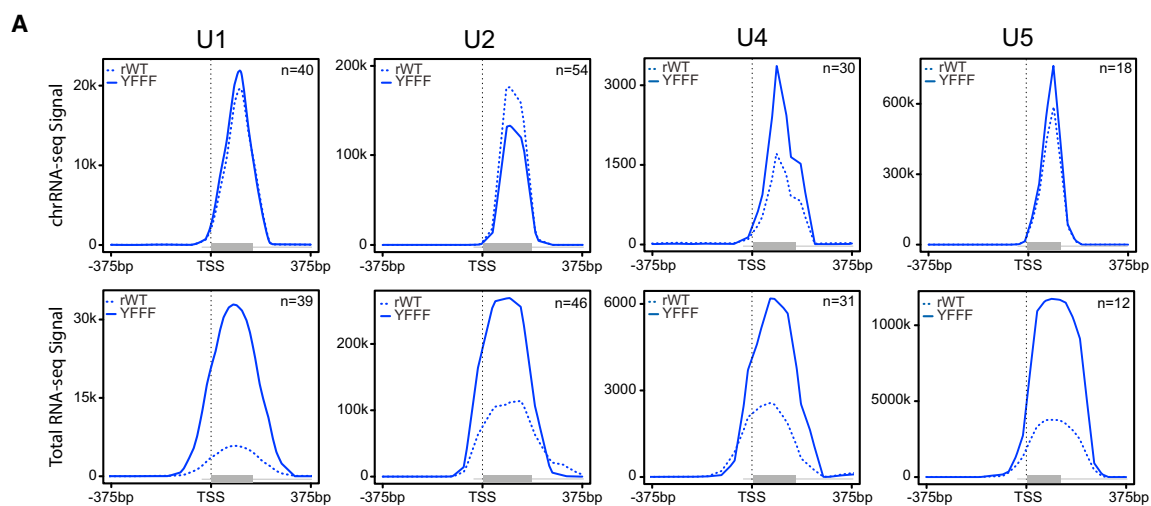 A
U1
U2
U4
U5
chrRNA-seq Signal
rWT
YFFF
n=40
20k
10k
0
-375bp
TSS
375bp
rWT
YFFF
n=54
200k
100k
0
-375bp
TSS
375bp
rWT
YFFF
n=30
3000
1500
0
-375bp
TSS
375bp
rWT
YFFF
n=18
600k
300k
0
-375bp
TSS
375bp
Total RNA-seq Signal
rWT
YFFF
n=39
30k
15k
0
-375bp
TSS
375bp
rWT
YFFF
n=46
200k
100k
0
-375bp
TSS
375bp
rWT
YFFF
n=31
6000
3000
0
-375bp
TSS
375bp
rWT
YFFF
n=12
1000k
5000k
0
-375bp
TSS
375bp